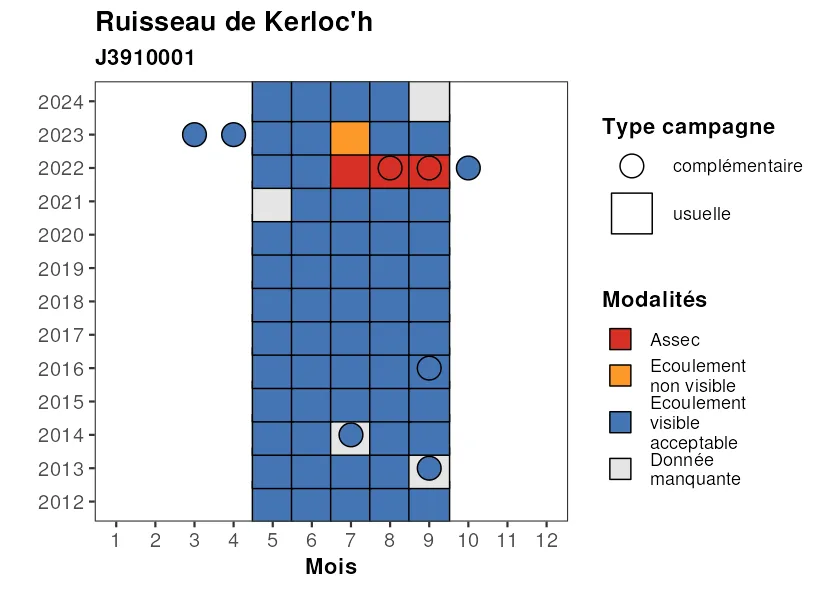 Ruisseau de Kerloc'h
J3910001
2024
2023
2022
2021
2020
2019
2018
2017
2016
2015
2014
2013
2012
1 2 3 4 5 6 7 8 9 10 11 12
Mois
Type campagne
complémentaire
usuelle
Modalités
Assec
Ecoulement
non visible
Ecoulement
visible
acceptable
Donnée
manquante